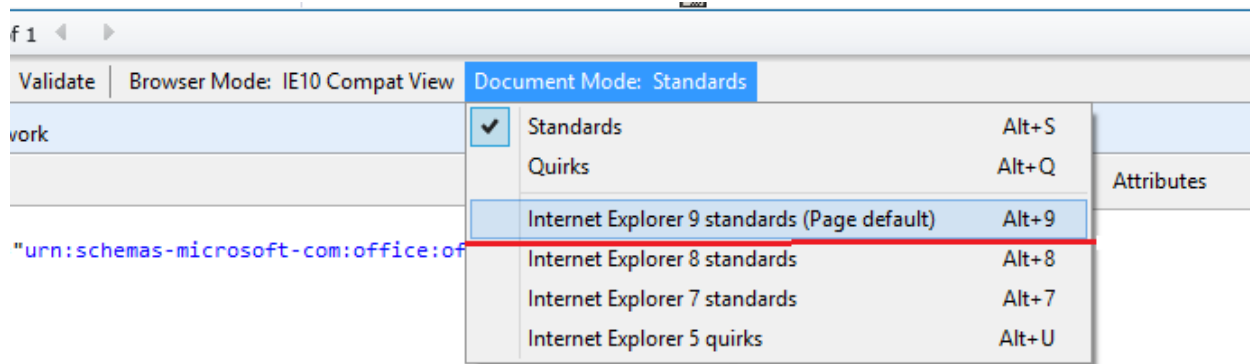 of 1
Validate Browser Mode: IE10 Compat View Document Mode: Standards
work
Standards Alt+S
Quirks Alt+Q
Attributes
Internet Explorer 9 standards (Page default) Alt+9
"urn:schemas-microsoft-com:office:of
Internet Explorer 8 standards Alt+8
Internet Explorer 7 standards Alt+7
Internet Explorer 5 quirks Alt+U